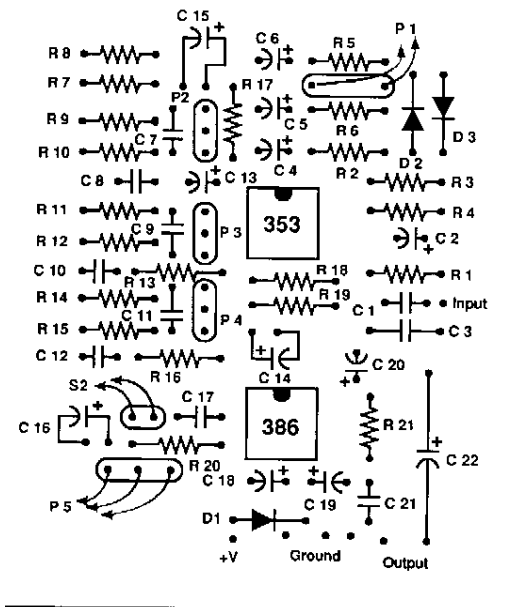 C 15
C 6
R 5
P 1
R 8
R 7
R 17
P2
R 9
C 7
C 5
R 6
D 3
R 10
D 2
C 8
C 13
C 4
R 2
R 3
R 11
C 9
P 3
353
R 4
R 12
C 2
C 10
R 13
R 18
R 1
R 14
C 11
R 19
C 1
Input
R 15
P 4
C 3
C 12
R 16
C 14
C 20
S2
C 17
C 16
386
R 21
R 20
C 22
C 18
P 5
C 19
C 21
D1
+V
Ground
Output